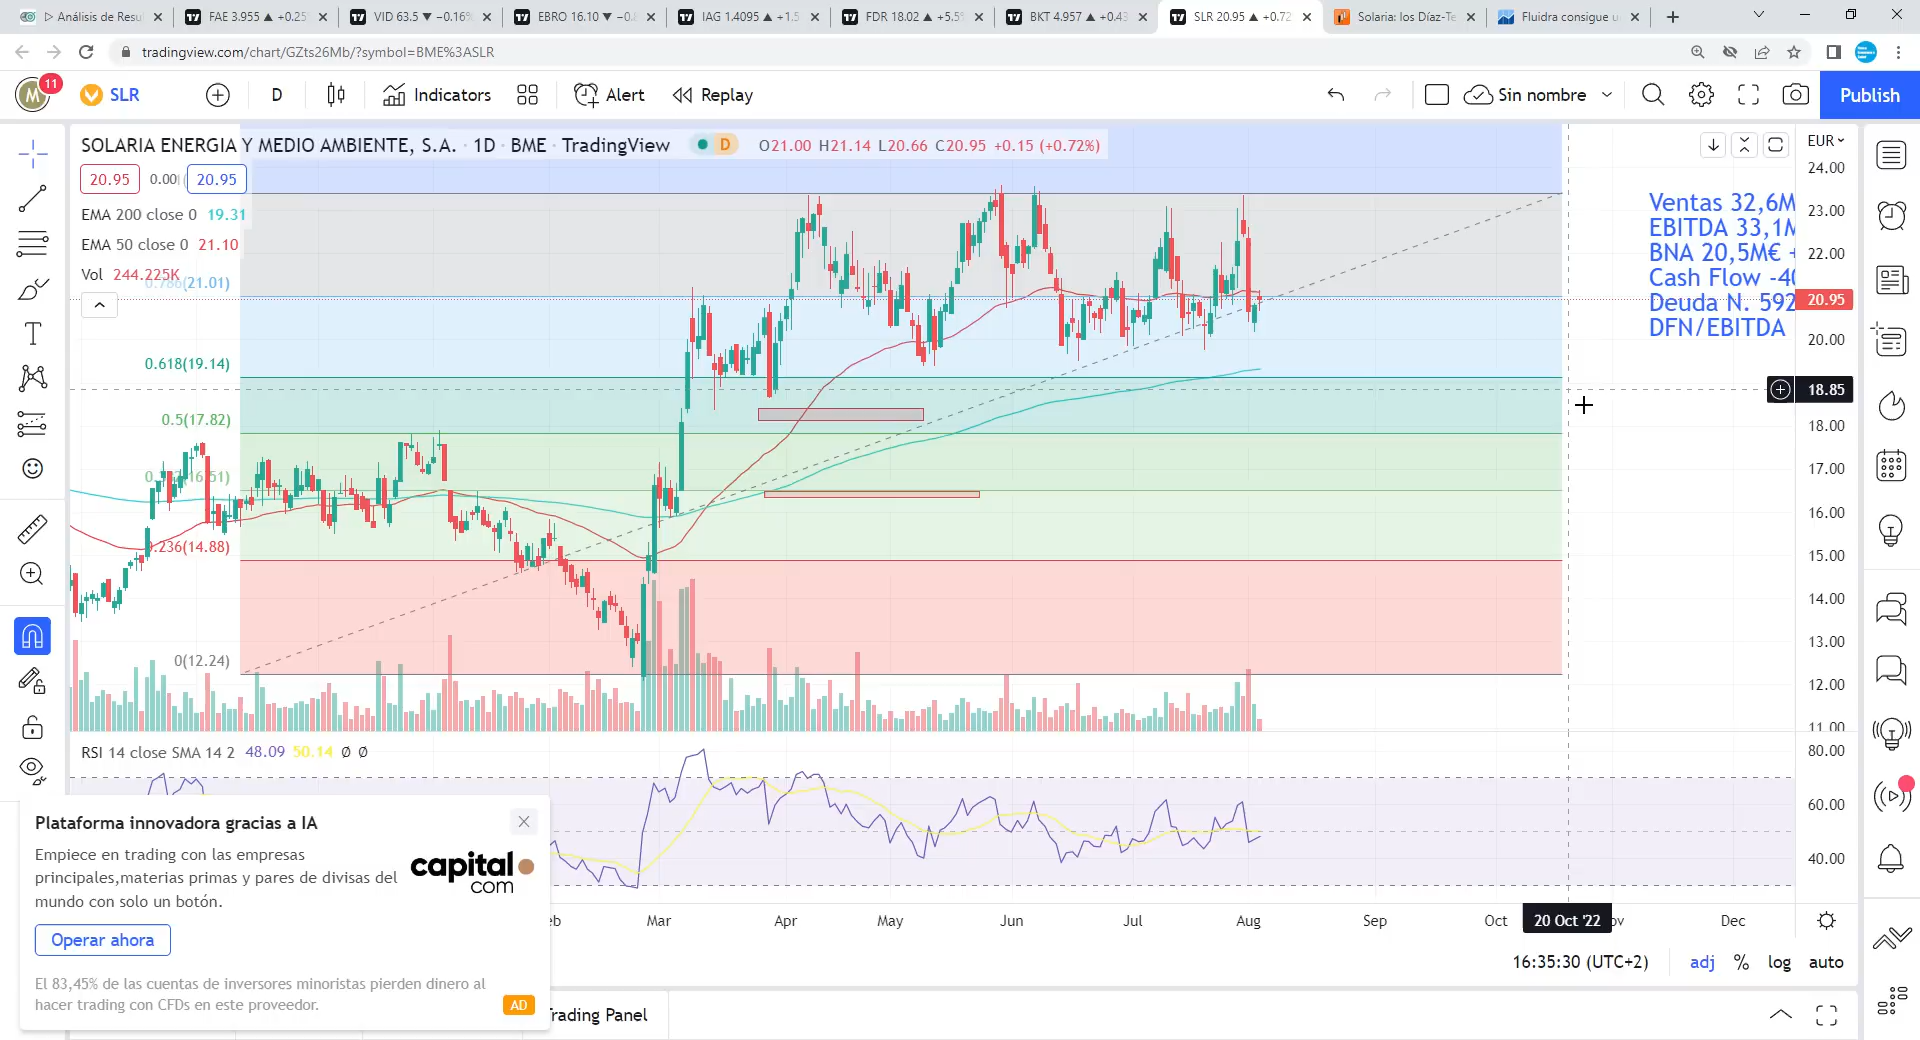 ▷ Análisis de Resul
FAE 3.955 ▲ +0.25
VID 63.5 ▼ −0.16%
EBRO 16.10 ▼ −0.
IAG 1.4095 ▲ +1.5
FDR 18.02 ▲ +5.5%
BKT 4.957 ▲ +0.43
SLR 20.95 ▲ +0.72
Solaria: los Díaz-Te
Fluidra consigue u
tradingview.com/chart/GZts26Mb/?symbol=BME%3ASLR
M 11
SLR
D
Indicators
Alert
Replay
Sin nombre
Publish
SOLARIA ENERGIA Y MEDIO AMBIENTE, S.A. · 1D · BME · TradingView
D
O21.00 H21.14 L20.66 C20.95 +0.15 (+0.72%)
EUR
20.95 0.00 20.95
EMA 200 close 0 19.31
EMA 50 close 0 21.10
Vol 244.225K
0.786(21.01)
0.618(19.14)
0.5(17.82)
0.236(14.88)
0(12.24)
Ventas 32,6M
EBITDA 33,1M
BNA 20,5M€ +
Cash Flow -40
Deuda N. 592
DFN/EBITDA
24.00
23.00
22.00
20.95
20.00
18.85
18.00
17.00
16.00
15.00
14.00
13.00
12.00
11.00
RSI 14 close SMA 14 2 48.09 50.14 Ø Ø
80.00
60.00
40.00
Plataforma innovadora gracias a IA
Empiece en trading con las empresas
principales,materias primas y pares de divisas del
mundo con solo un botón.
capital
com
Operar ahora
El 83,45% de las cuentas de inversores minoristas pierden dinero al
hacer trading con CFDs en este proveedor.
AD
eb Mar Apr May Jun Jul Aug Sep Oct 20 Oct '22 ov Dec
16:35:30 (UTC+2) adj % log auto
Trading Panel